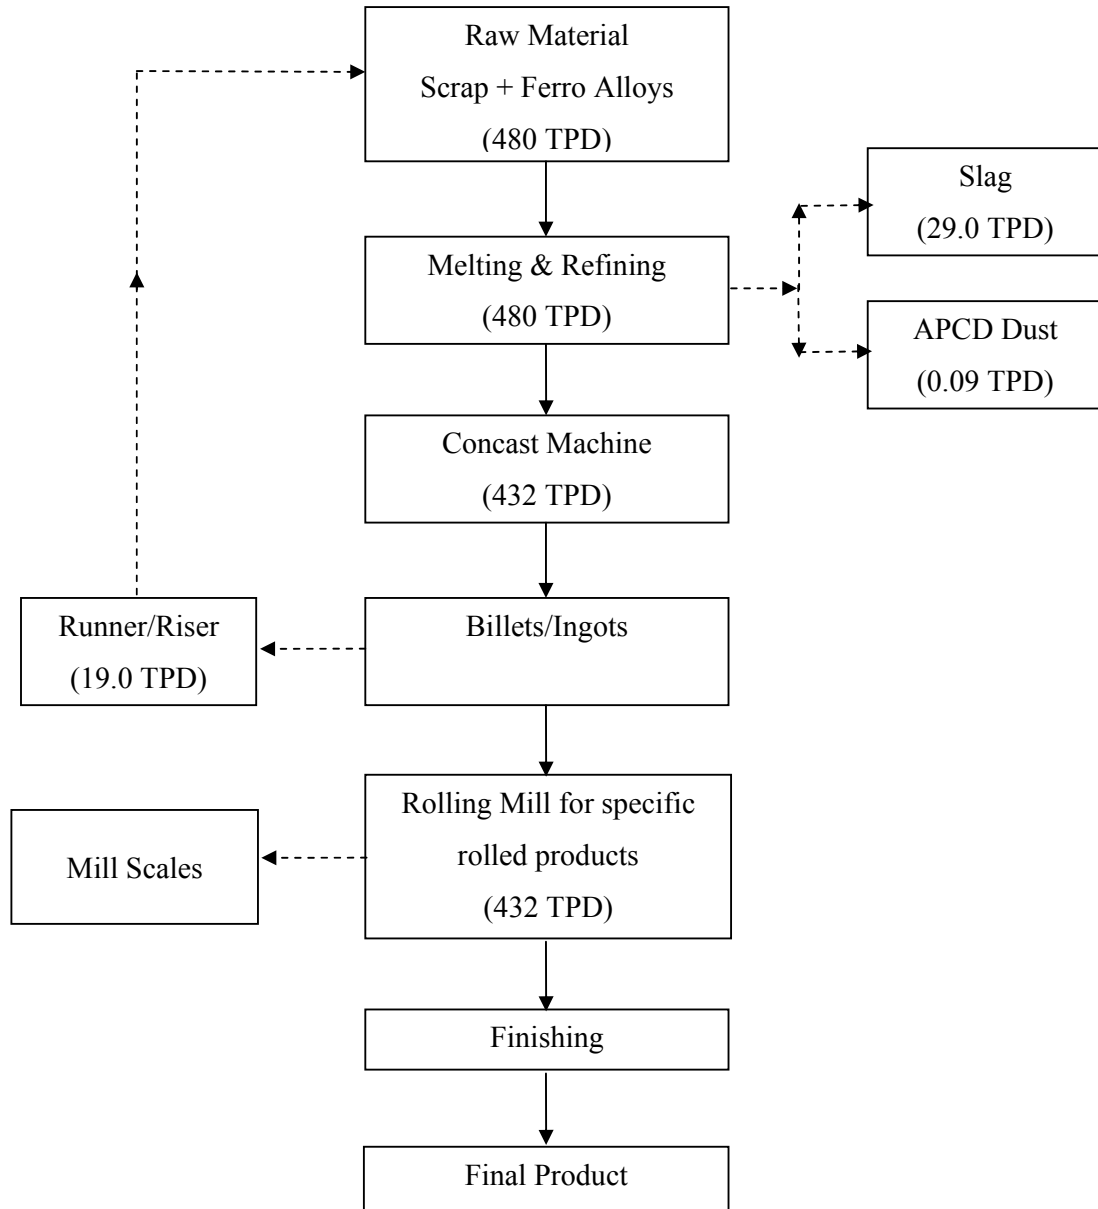 Raw Material
Scrap + Ferro Alloys
(480 TPD)
Slag
(29.0 TPD)
Melting & Refining
(480 TPD)
APCD Dust
(0.09 TPD)
Concast Machine
(432 TPD)
Runner/Riser
(19.0 TPD)
Billets/Ingots
Rolling Mill for specific
rolled products
(432 TPD)
Mill Scales
Finishing
Final Product